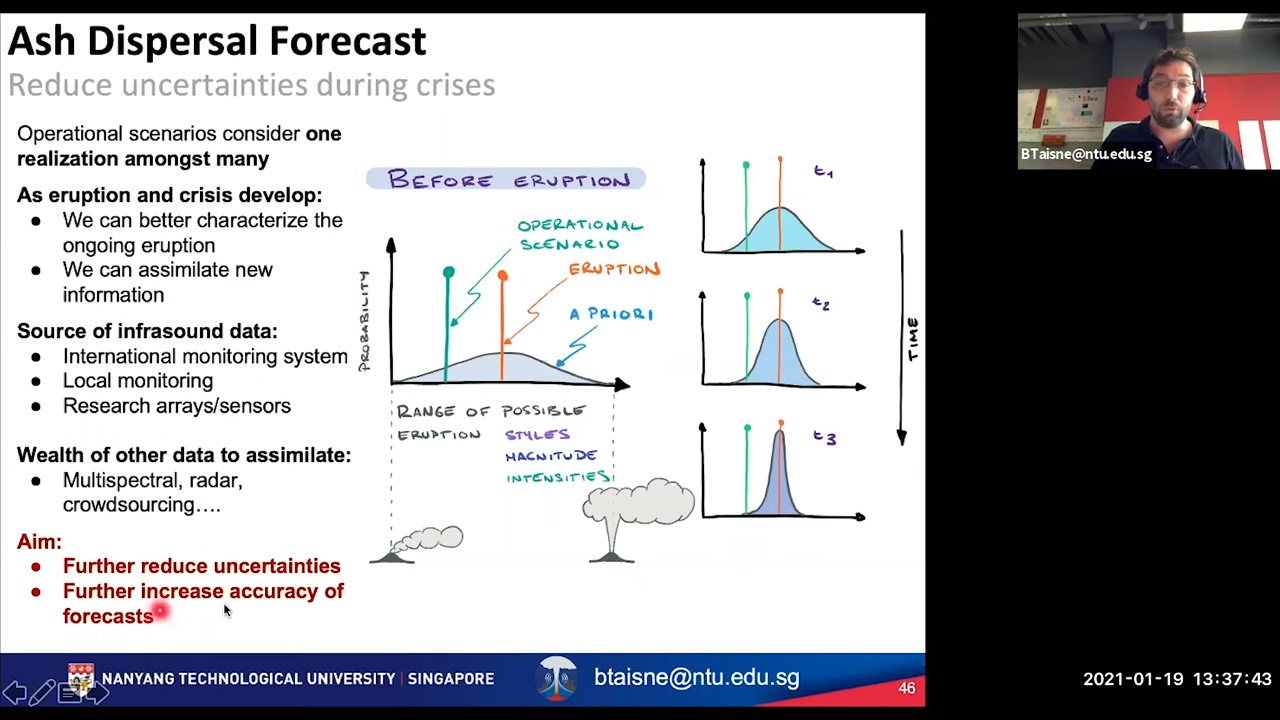 Ash Dispersal Forecast
Reduce uncertainties during crises
Operational scenarios consider one
realization amongst many
As eruption and crisis develop:
● We can better characterize the
ongoing eruption
● We can assimilate new
information
Source of infrasound data:
● International monitoring system
● Local monitoring
● Research arrays/sensors
Wealth of other data to assimilate:
● Multispectral, radar,
crowdsourcing….
Aim:
● Further reduce uncertainties
● Further increase accuracy of
forecasts
BEFORE ERUPTION
OPERATIONAL
SCENARIO
ERUPTION
A PRIORI
PROBABILITY
RANGE OF POSSIBLE
ERUPTION STYLES
MAGNITUDE
INTENSITIES
t1
t2
t3
TIME
BTaisne@ntu.edu.sg
NANYANG TECHNOLOGICAL UNIVERSITY | SINGAPORE
btaisne@ntu.edu.sg
46
2021-01-19 13:37:43